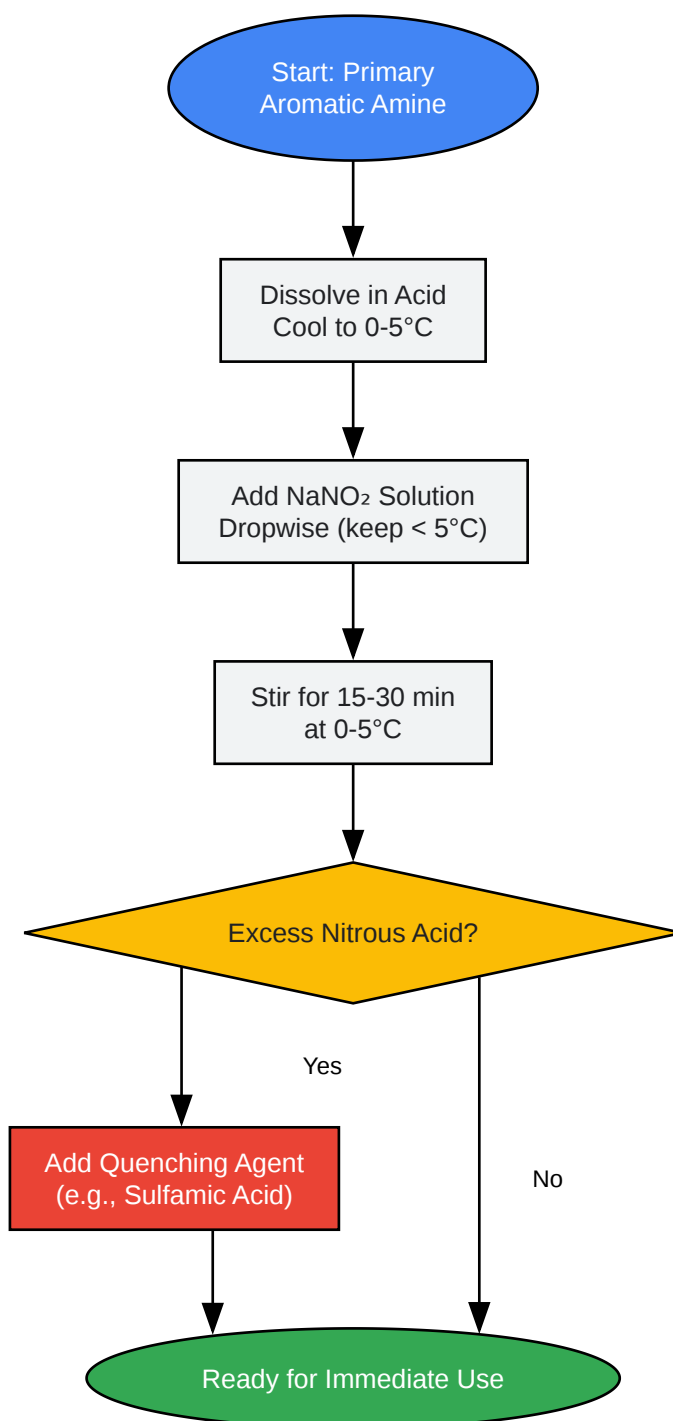 Start: Primary
Aromatic Amine
Dissolve in Acid
Cool to 0-5°C
Add NaNO₂ Solution
Dropwise (keep < 5°C)
Stir for 15-30 min
at 0-5°C
Excess Nitrous Acid?
Yes
Add Quenching Agent
(e.g., Sulfamic Acid)
No
Ready for Immediate Use